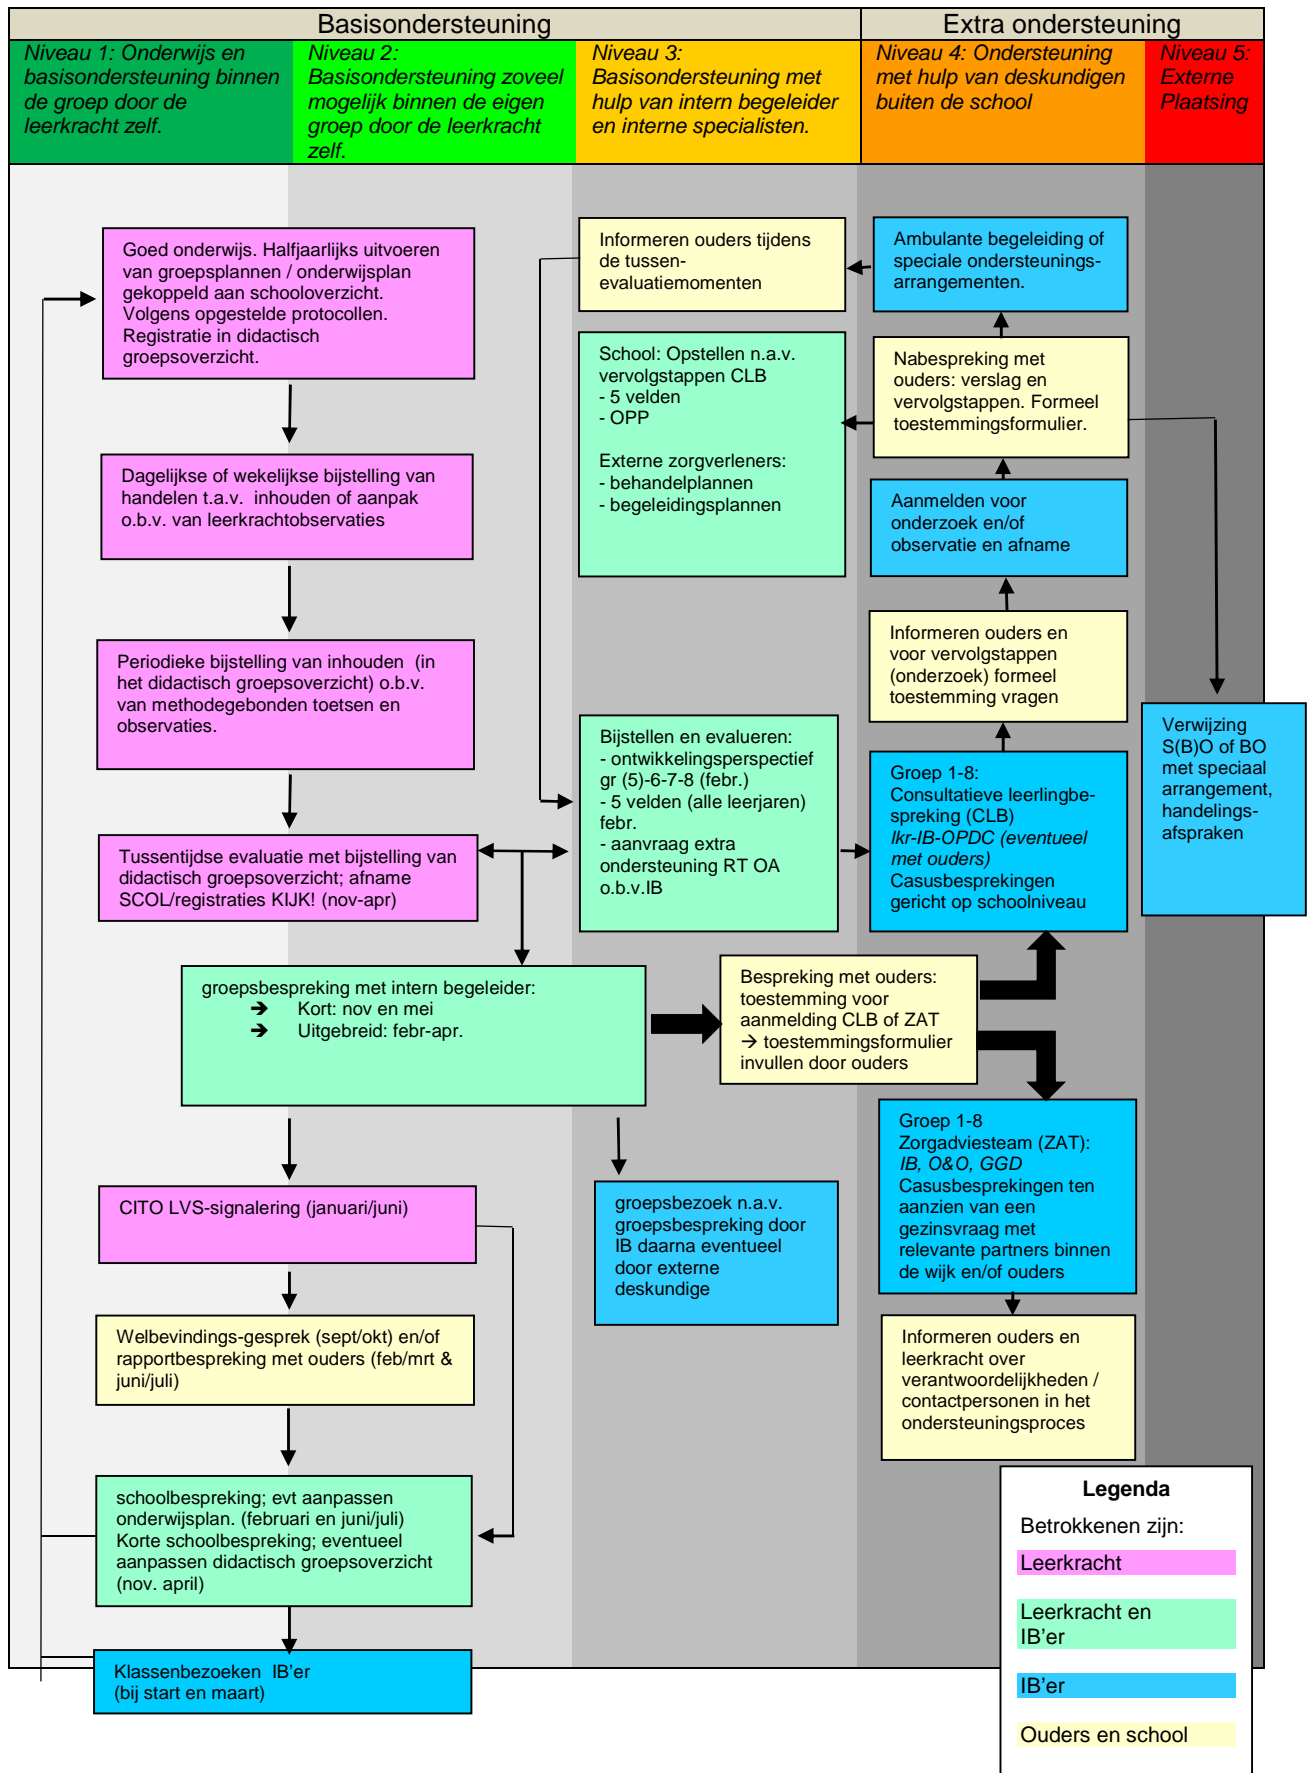 Basisondersteuning
Extra ondersteuning
Niveau 1: Onderwijs en
basisondersteuning binnen
de groep door de
leerkracht zelf.
Niveau 2:
Basisondersteuning zoveel
mogelijk binnen de eigen
groep door de leerkracht
zelf.
Niveau 3:
Basisondersteuning met
hulp van intern begeleider
en interne specialisten.
Niveau 4: Ondersteuning
met hulp van deskundigen
buiten de school
Niveau 5:
Externe
Plaatsing
Goed onderwijs. Halfjaarlijks uitvoeren
van groepsplannen / onderwijsplan
gekoppeld aan schooloverzicht.
Volgens opgestelde protocollen.
Registratie in didactisch
groepsoverzicht.
Dagelijkse of wekelijkse bijstelling van
handelen t.a.v. inhouden of aanpak
o.b.v. van leerkrachtobservaties
Periodieke bijstelling van inhouden (in
het didactisch groepsoverzicht) o.b.v.
van methodegebonden toetsen en
observaties.
Tussentijdse evaluatie met bijstelling van
didactisch groepsoverzicht; afname
SCOL/registraties KIJK! (nov-apr)
groepsbespreking met intern begeleider:
➔ Kort: nov en mei
➔ Uitgebreid: febr-apr.
CITO LVS-signalering (januari/juni)
Welbevindings-gesprek (sept/okt) en/of
rapportbespreking met ouders (feb/mrt &
juni/juli)
schoolbespreking; evt aanpassen
onderwijsplan. (februari en juni/juli)
Korte schoolbespreking; eventueel
aanpassen didactisch groepsoverzicht
(nov. april)
Klassenbezoeken IB'er
(bij start en maart)
Informeren ouders tijdens
de tussen-
evaluatiemomenten
School: Opstellen n.a.v.
vervolgstappen CLB
- 5 velden
- OPP
Externe zorgverleners:
- behandelplannen
- begeleidingsplannen
Bijstellen en evalueren:
- ontwikkelingsperspectief
gr (5)-6-7-8 (febr.)
- 5 velden (alle leerjaren)
febr.
- aanvraag extra
ondersteuning RT OA
o.b.v.IB
Bespreking met ouders:
toestemming voor
aanmelding CLB of ZAT
→ toestemmingsformulier
invullen door ouders
groepsbezoek n.a.v.
groepsbespreking door
IB daarna eventueel
door externe
deskundige
Ambulante begeleiding of
speciale ondersteunings-
arrangementen.
Nabespreking met
ouders: verslag en
vervolgstappen. Formeel
toestemmingsformulier.
Aanmelden voor
onderzoek en/of
observatie en afname
Informeren ouders en
voor vervolgstappen
(onderzoek) formeel
toestemming vragen
Groep 1-8:
Consultatieve leerlingbe-
spreking (CLB)
lkr-IB-OPDC (eventueel
met ouders)
Casusbesprekingen
gericht op schoolniveau
Groep 1-8
Zorgadviesteam (ZAT):
IB, O&O, GGD
Casusbesprekingen ten
aanzien van een
gezinsvraag met
relevante partners binnen
de wijk en/of ouders
Informeren ouders en
leerkracht over
verantwoordelijkheden /
contactpersonen in het
ondersteuningsproces
Verwijzing
S(B)O of BO
met speciaal
arrangement,
handelings-
afspraken
Legenda
Betrokkenen zijn:
Leerkracht
Leerkracht en
IB'er
IB'er
Ouders en school